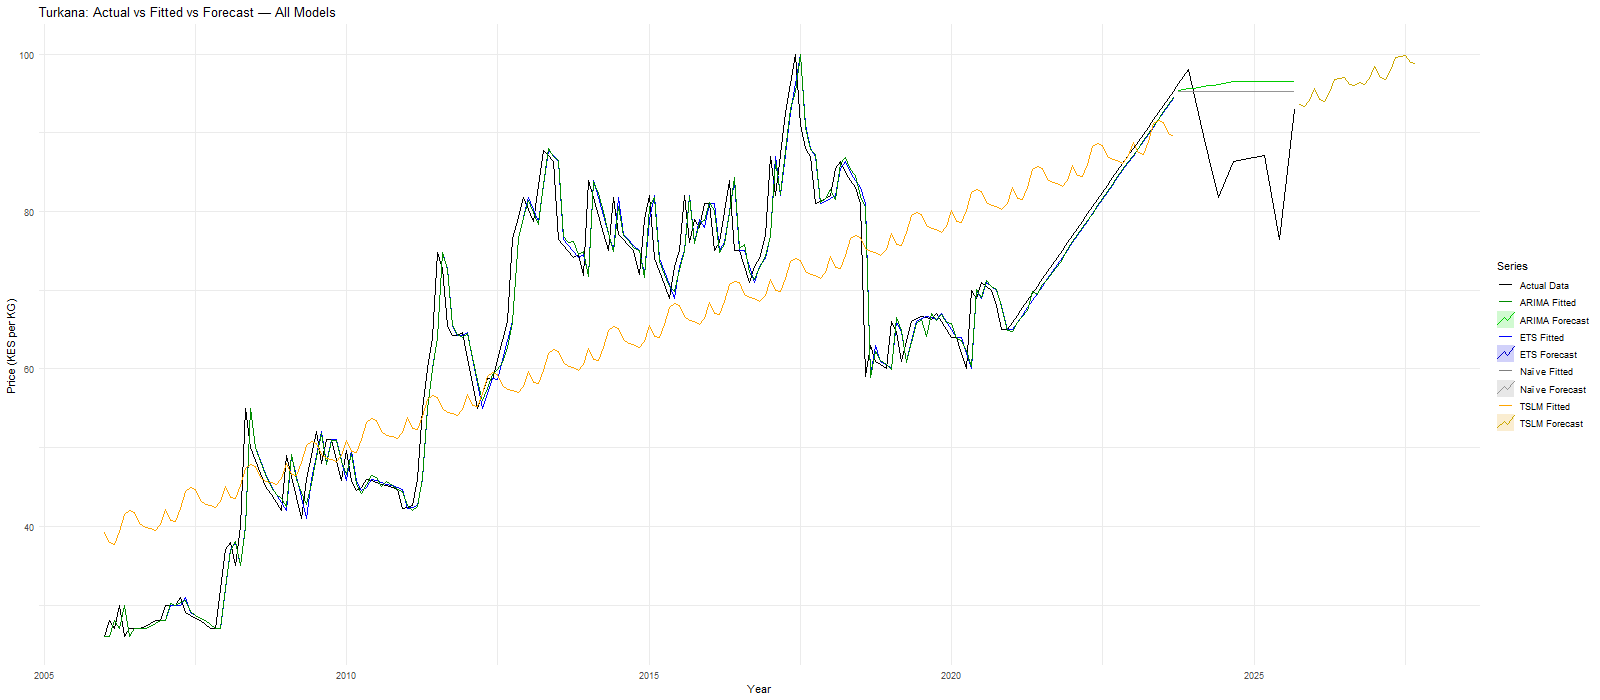 Turkana: Actual vs Fitted vs Forecast — All Models
100
80
60
40
Price (KES per KG)
2005
2010
2015
2020
2025
Year
Series
Actual Data
ARIMA Fitted
ARIMA Forecast
ETS Fitted
ETS Forecast
Naïve Fitted
Naïve Forecast
TSLM Fitted
TSLM Forecast